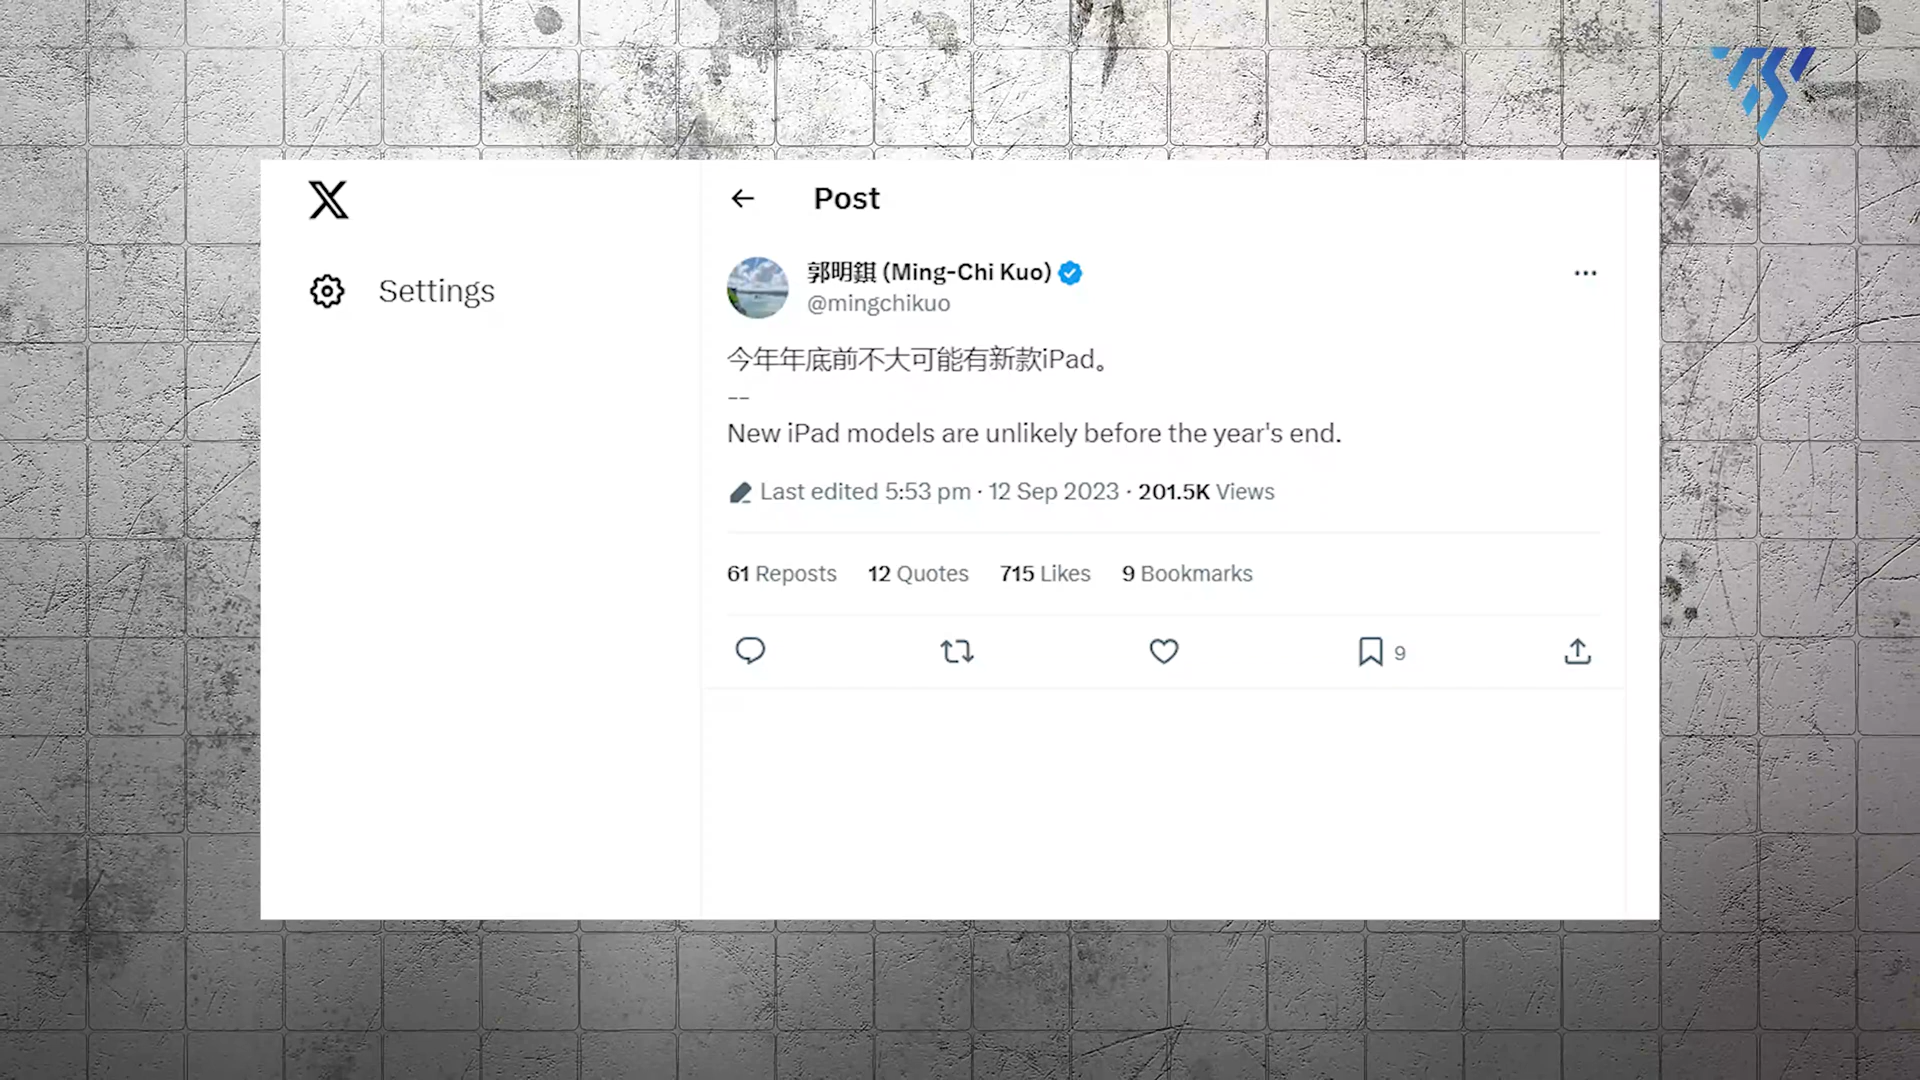 Post
Settings
郭明錤 (Ming-Chi Kuo)
@mingchikuo
今年年底前不大可能有新款iPad。
--
New iPad models are unlikely before the year's end.
Last edited 5:53 pm · 12 Sep 2023 · 201.5K Views
61 Reposts 12 Quotes 715 Likes 9 Bookmarks
9